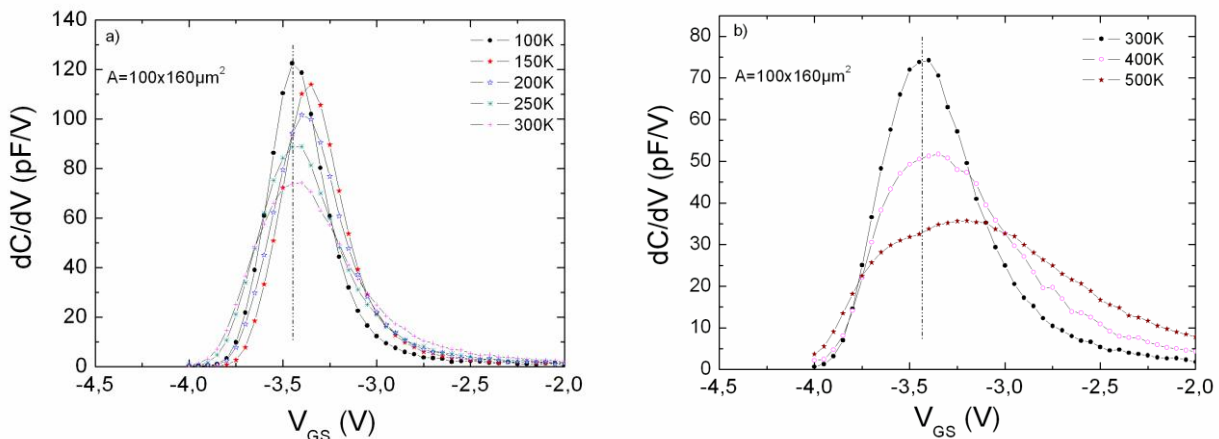 a)
A=100x160µm²
100K
150K
200K
250K
300K
dC/dV (pF/V)
140
120
100
80
60
40
20
0
-4,5
-4,0
-3,5
-3,0
-2,5
-2,0
V_GS (V)
b)
A=100x160µm²
300K
400K
500K
dC/dV (pF/V)
80
70
60
50
40
30
20
10
0
-4,5
-4,0
-3,5
-3,0
-2,5
-2,0
V_GS (V)